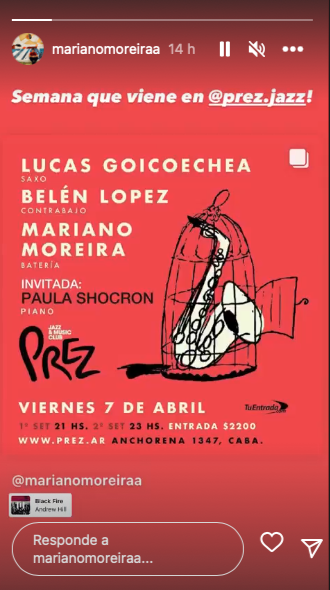 marianomoreiraa 14 h
Semana que viene en @prez.jazz!
LUCAS GOICOECHEA
SAXO
BELÉN LOPEZ
CONTRABAJO
MARIANO
MOREIRA
BATERÍA
INVITADA:
PAULA SHOCRON
PIANO
JAZZ
& MUSIC
CLUB
PREZ
VIERNES 7 DE ABRIL
TuEntrada
1º SET 21 HS. 2º SET 23 HS. ENTRADA $2200
WWW.PREZ.AR ANCHORENA 1347, CABA.
@marianomoreiraa
Black Fire
Andrew Hill
Responde a
marianomoreiraa...